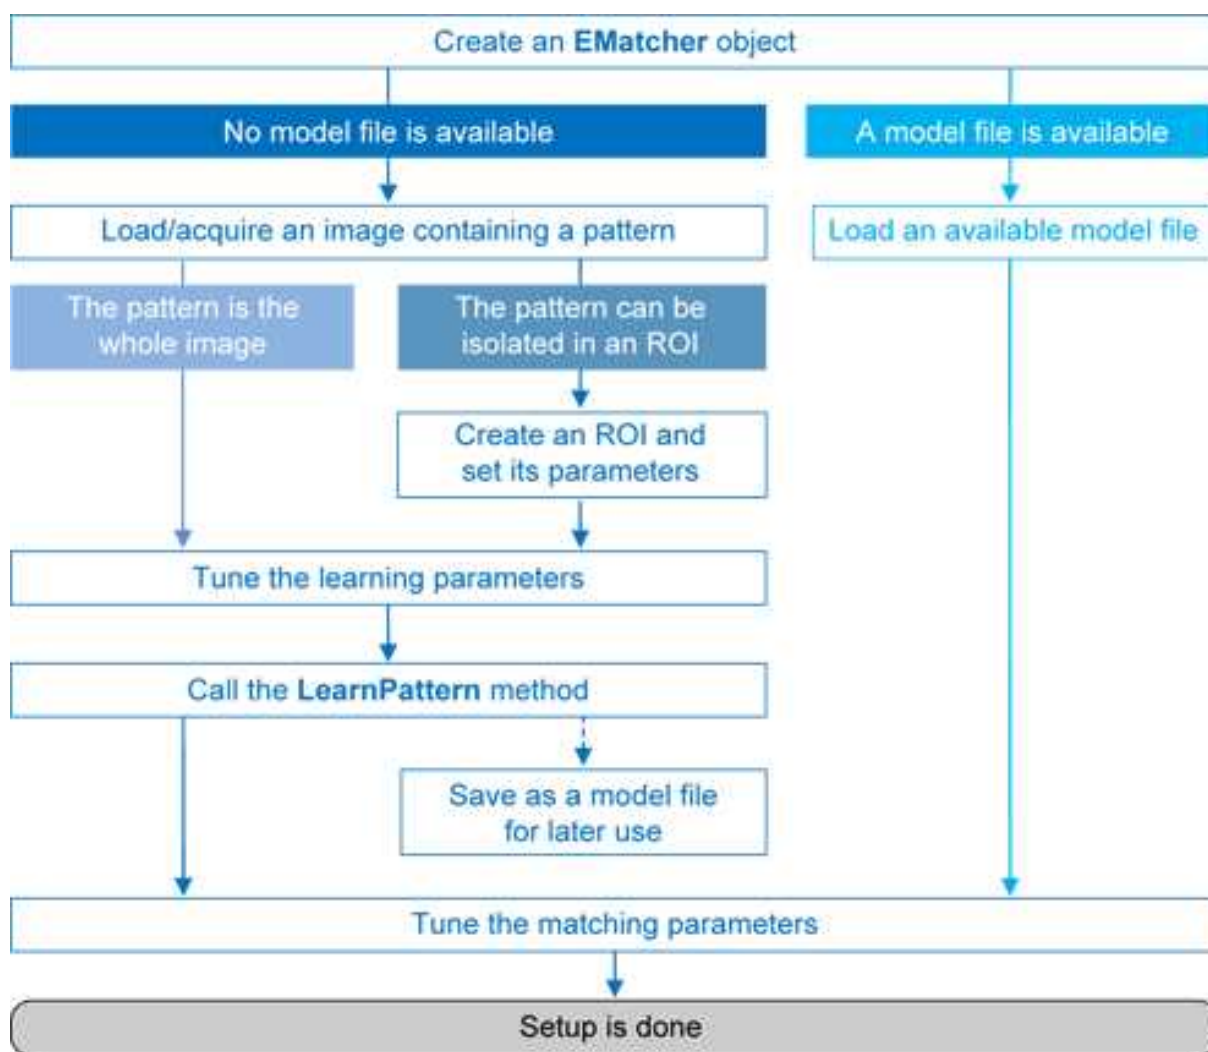 Create an EMatcher object
No model file is available
A model file is available
Load/acquire an image containing a pattern
Load an available model file
The pattern is the
whole image
The pattern can be
isolated in an ROI
Create an ROI and
set its parameters
Tune the learning parameters
Call the LearnPattern method
Save as a model file
for later use
Tune the matching parameters
Setup is done